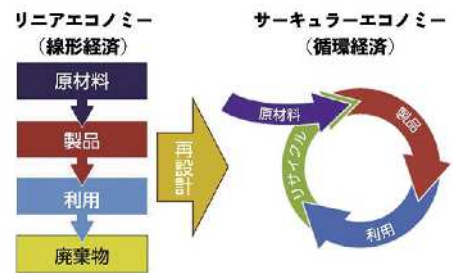 リニアエコノミー
（線形経済）
原材料
製品
利用
廃棄物
再設計
サーキュラーエコノミー
（循環経済）
原材料
製品
利用
リサイクル